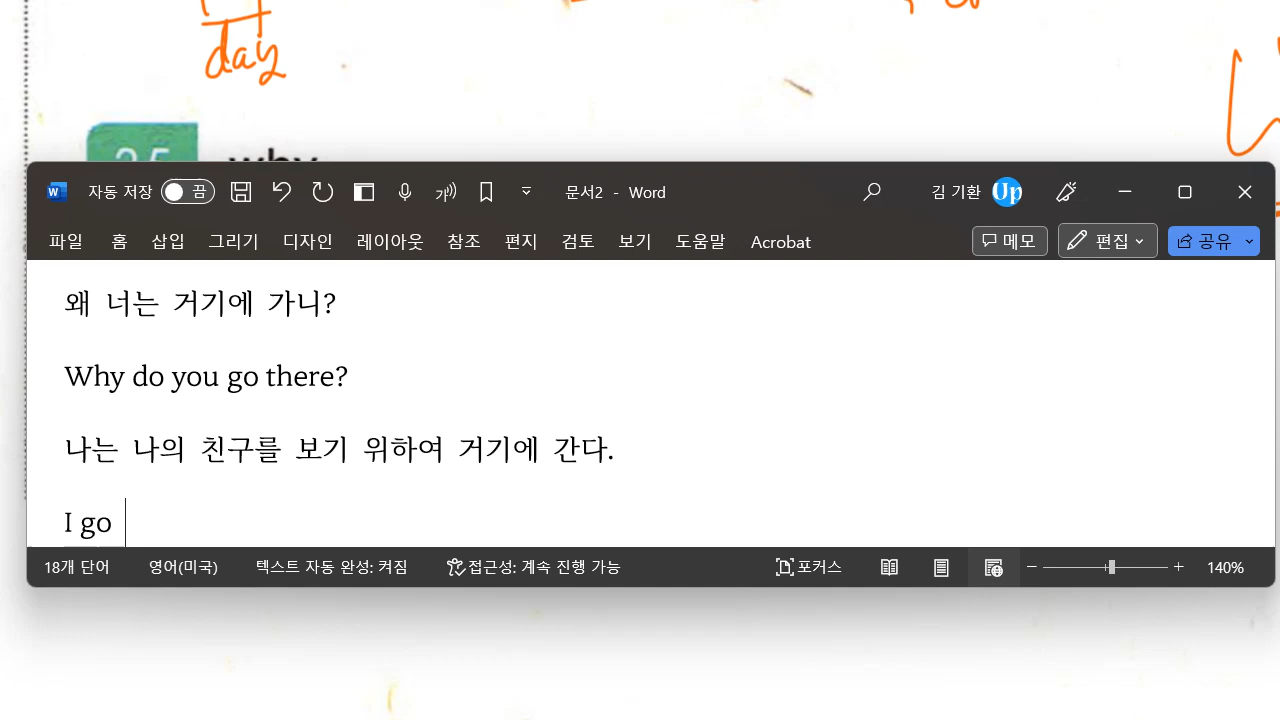 day
자동 저장 끔 문서2 - Word 김 기환 Up
파일 홈 삽입 그리기 디자인 레이아웃 참조 편지 검토 보기 도움말 Acrobat 메모 편집 공유
왜 너는 거기에 가니?
Why do you go there?
나는 나의 친구를 보기 위하여 거기에 간다.
I go
18개 단어 영어(미국) 텍스트 자동 완성: 켜짐 접근성: 계속 진행 가능 포커스 140%